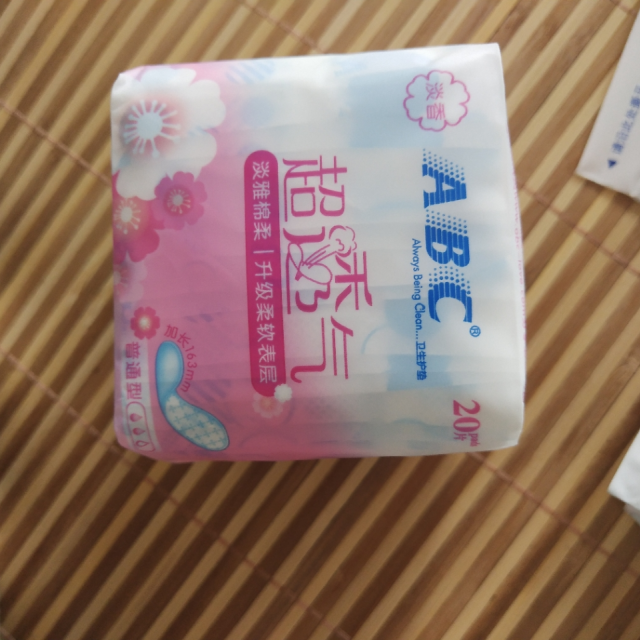 淡香
ABC®
Always Being Clean...卫生护垫
超透气
淡雅棉柔 | 升级柔软表层
加长163mm
普通型
20片